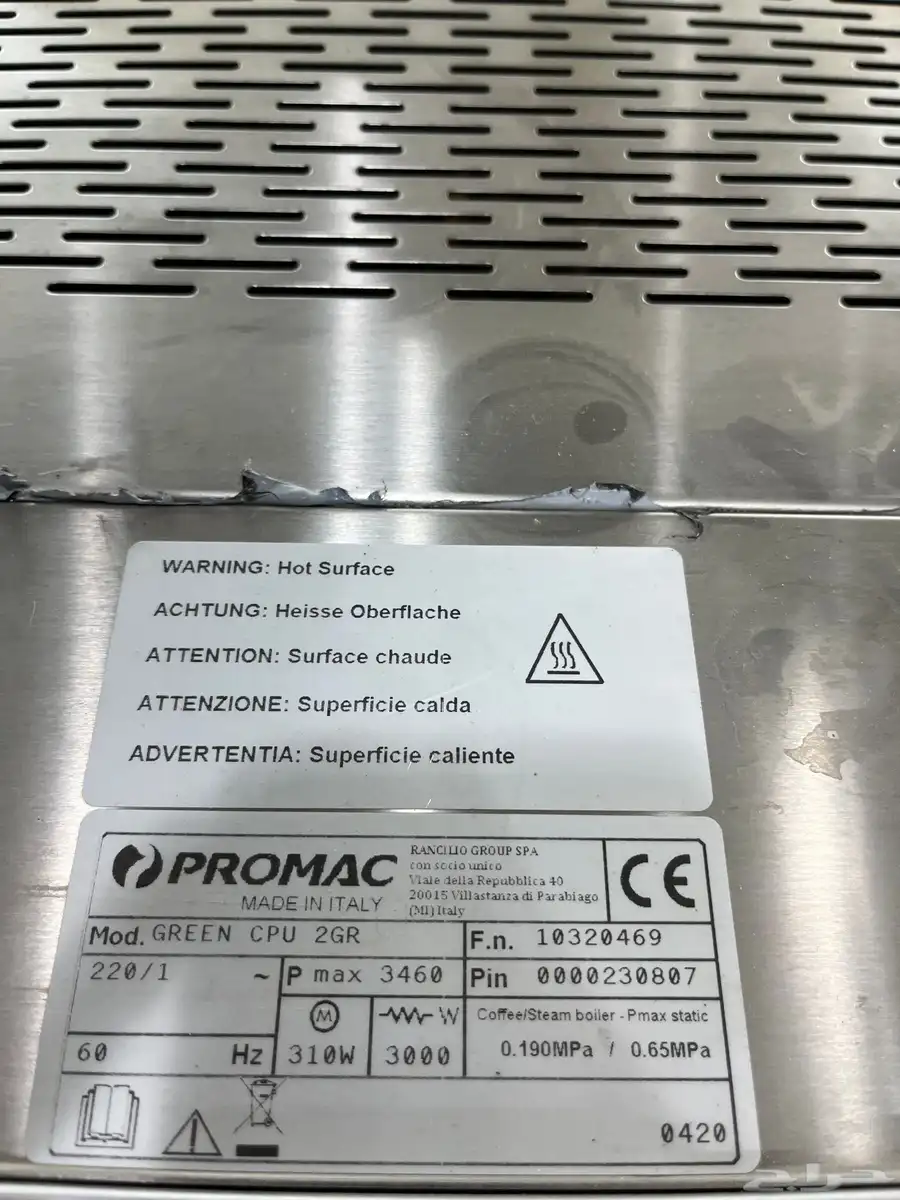 WARNING: Hot Surface
ACHTUNG: Heisse Oberflache
ATTENTION: Surface chaude
ATTENZIONE: Superficie calda
ADVERTENTIA: Superficie caliente
PROMAC
MADE IN ITALY
RANCILIO GROUP SPA
con socio unico
Viale della Repubblica 40
20015 Villastanza di Parabiago
(MI) Italy
CE
Mod. GREEN CPU 2GR
F.n. 10320469
220/1 ~
P max 3460
Pin 0000230807
M
W
Coffee/Steam boiler - Pmax static
60 Hz
310W
3000
0.190MPa / 0.65MPa
0420
حراج